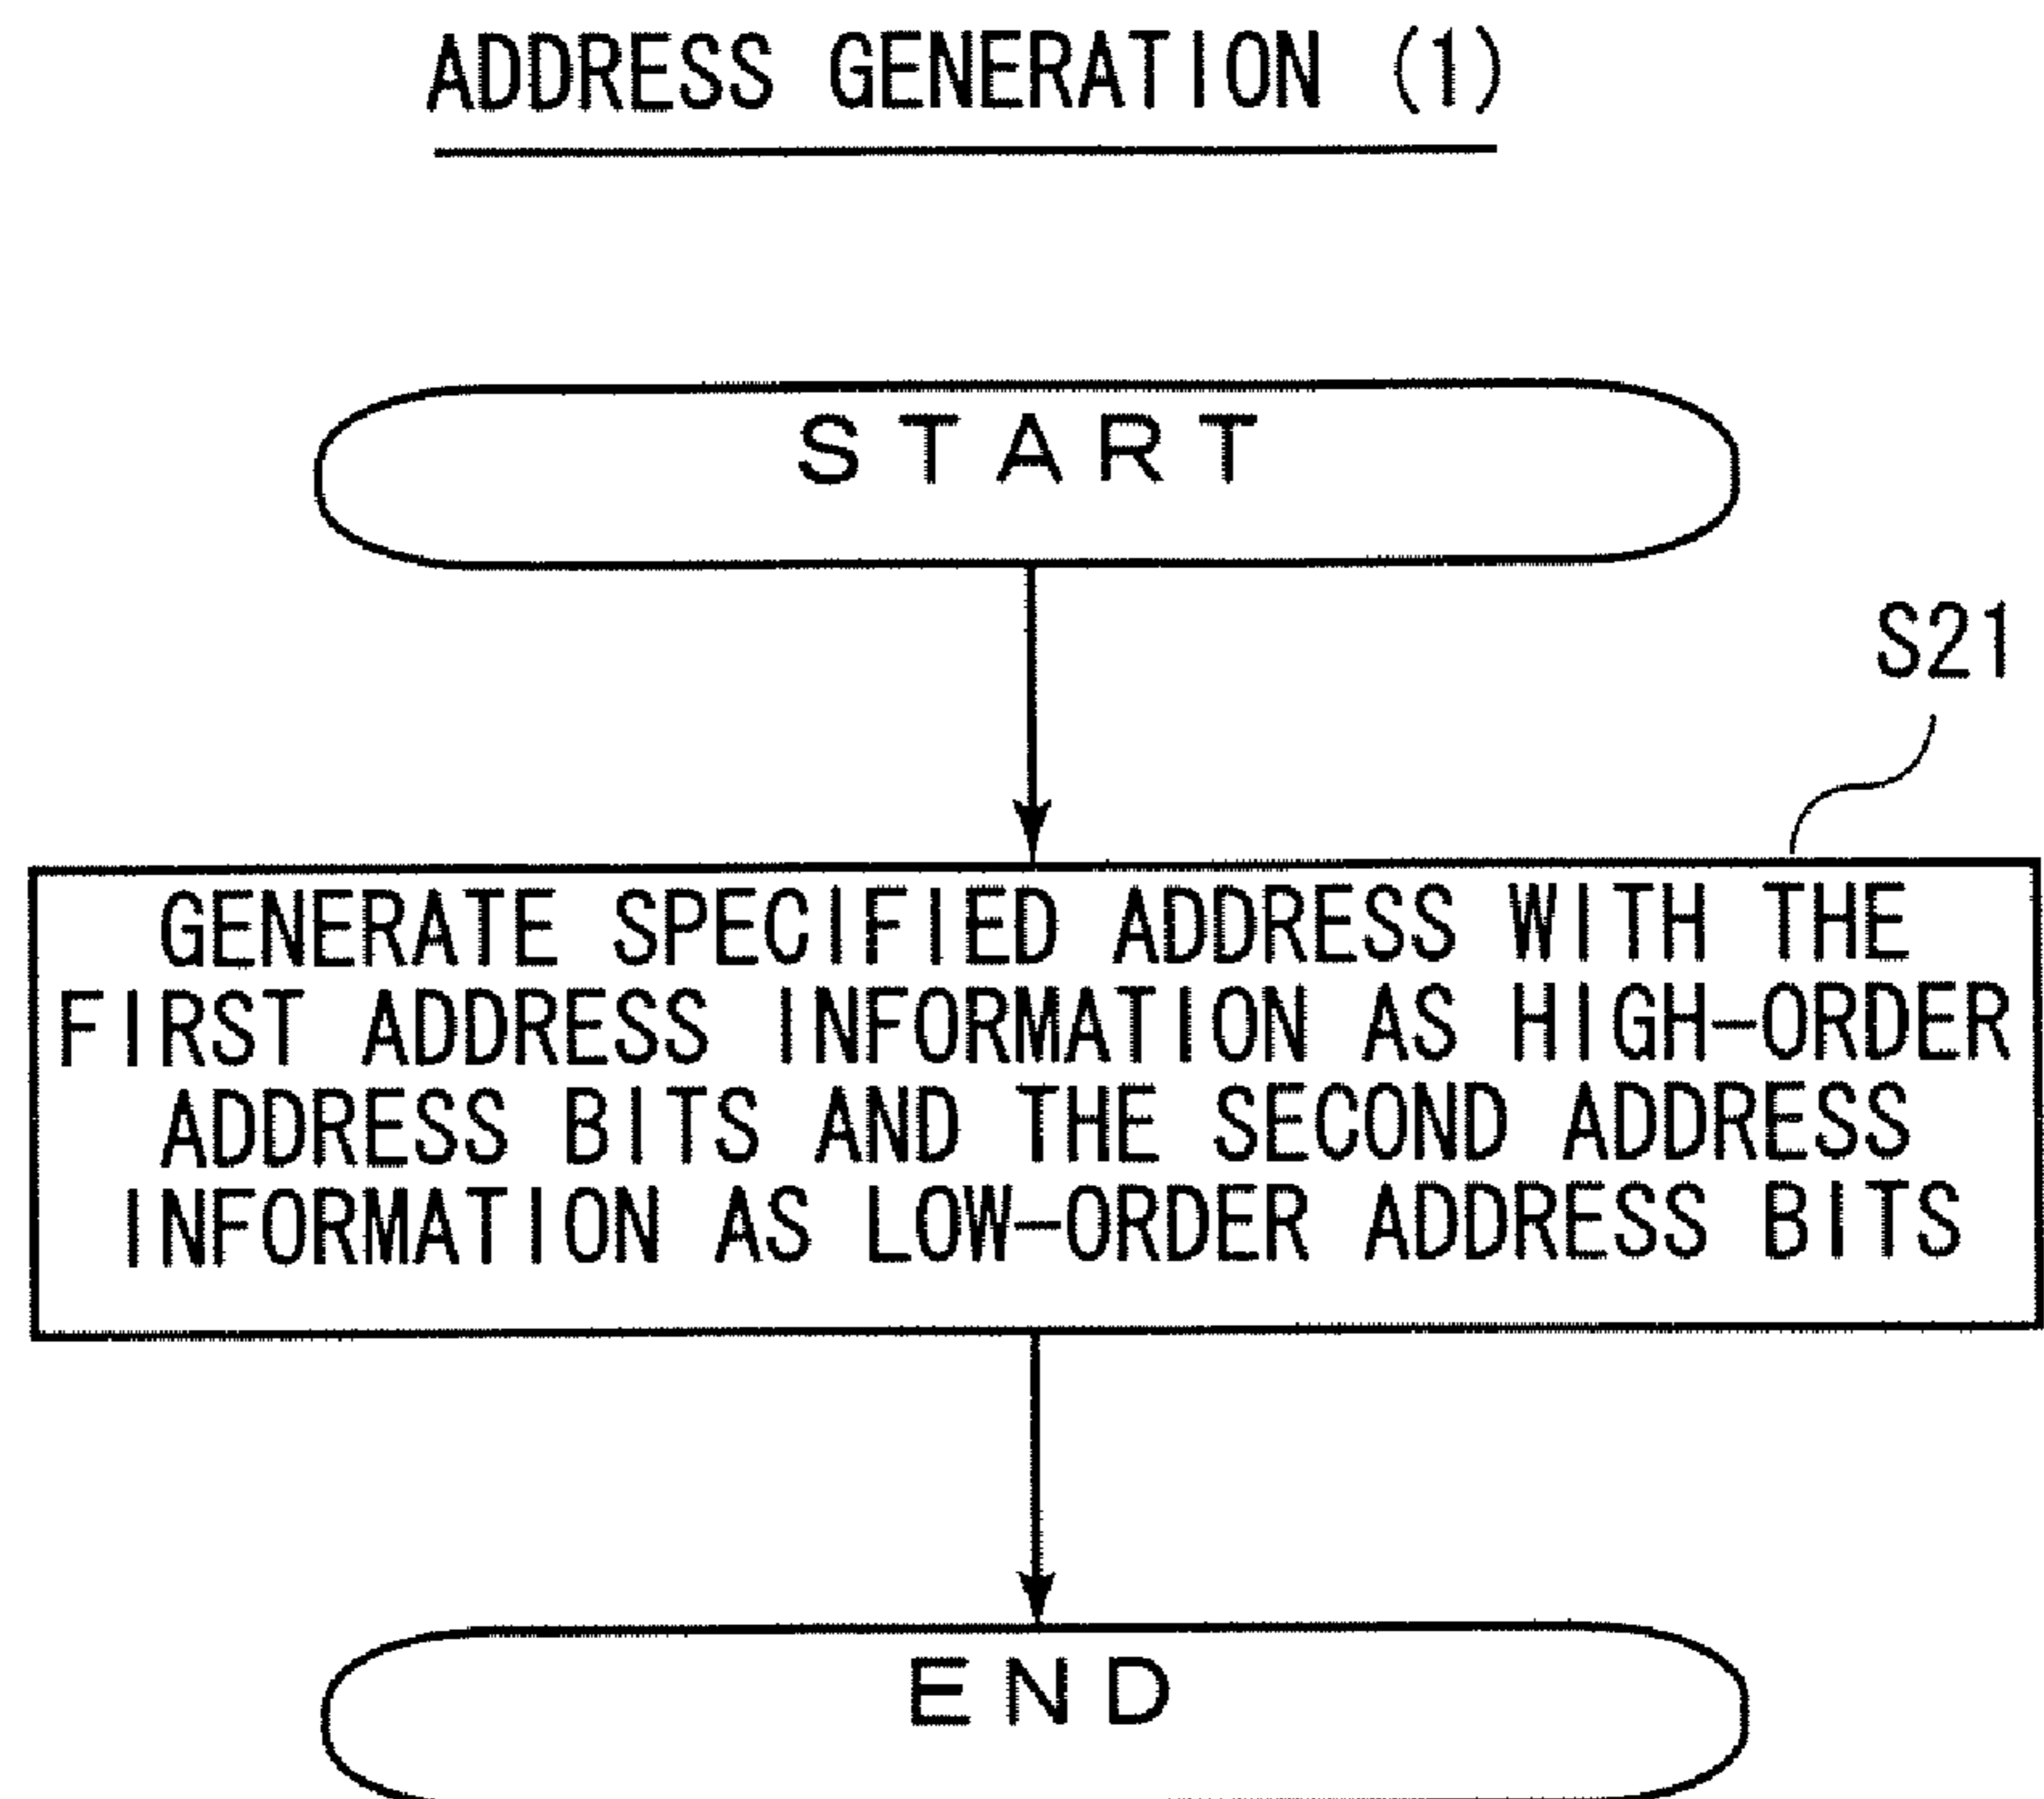 ADDRESS GENERATION (1)
START
S21
GENERATE SPECIFIED ADDRESS WITH THE
FIRST ADDRESS INFORMATION AS HIGH-ORDER
ADDRESS BITS AND THE SECOND ADDRESS
INFORMATION AS LOW-ORDER ADDRESS BITS
END